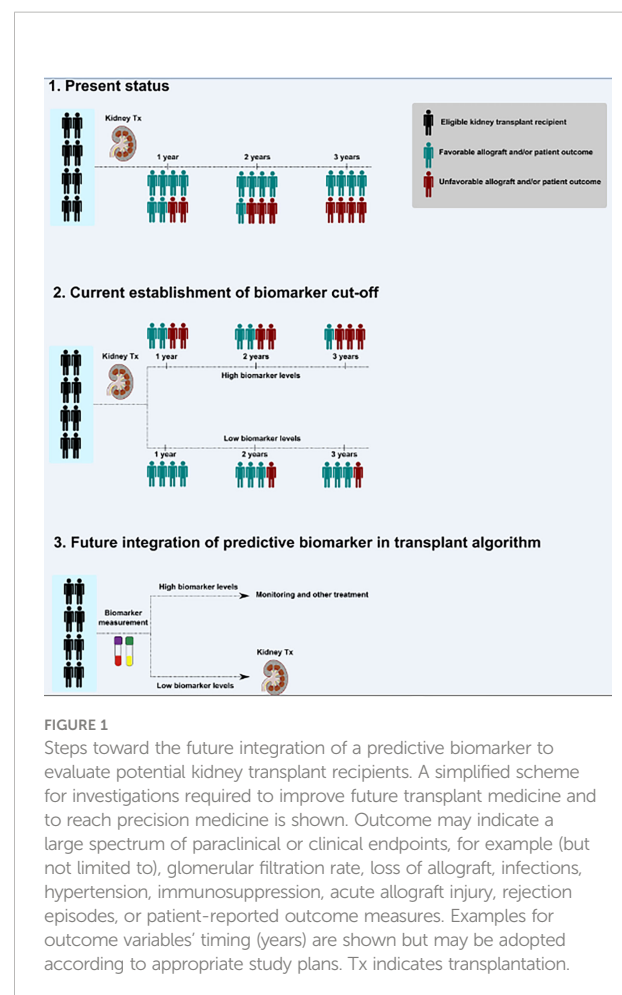 1. Present status
Kidney Tx
1 year
2 years
3 years
Eligible kidney transplant recipient
Favorable allograft and/or patient outcome
Unfavorable allograft and/or patient outcome
2. Current establishment of biomarker cut-off
Kidney Tx
1 year
2 years
3 years
High biomarker levels
Low biomarker levels
1 year
2 years
3 years
3. Future integration of predictive biomarker in transplant algorithm
High biomarker levels
Monitoring and other treatment
Biomarker
measurement
Kidney Tx
Low biomarker levels
FIGURE 1
Steps toward the future integration of a predictive biomarker to
evaluate potential kidney transplant recipients. A simplified scheme
for investigations required to improve future transplant medicine and
to reach precision medicine is shown. Outcome may indicate a
large spectrum of paraclinical or clinical endpoints, for example (but
not limited to), glomerular filtration rate, loss of allograft, infections,
hypertension, immunosuppression, acute allograft injury, rejection
episodes, or patient-reported outcome measures. Examples for
outcome variables’ timing (years) are shown but may be adopted
according to appropriate study plans. Tx indicates transplantation.